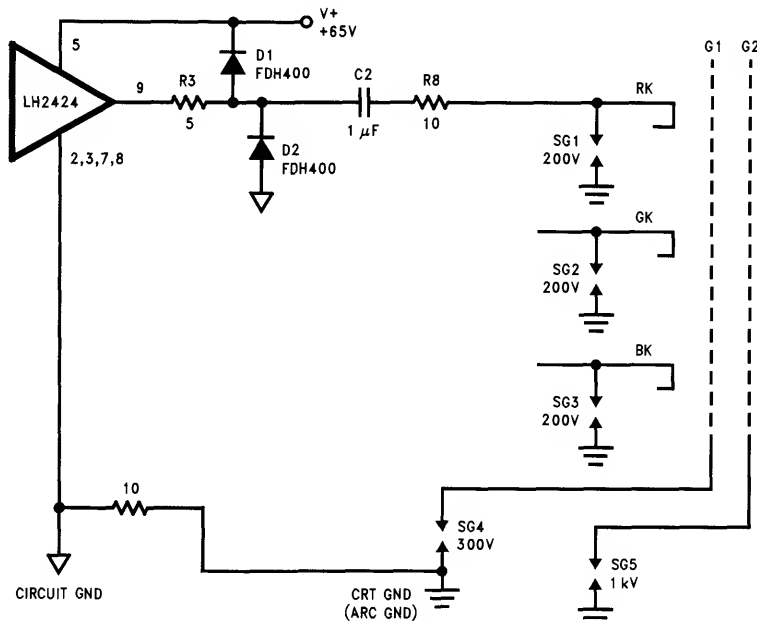 V+
+65V
G1 G2
5
D1
FDH400
LH2424
9
R3
5
C2
1 μF
R8
10
RK
D2
FDH400
2,3,7,8
SG1
200V
GK
SG2
200V
BK
SG3
200V
10
SG4
300V
SG5
1 kV
CIRCUIT GND
CRT GND
(ARC GND)